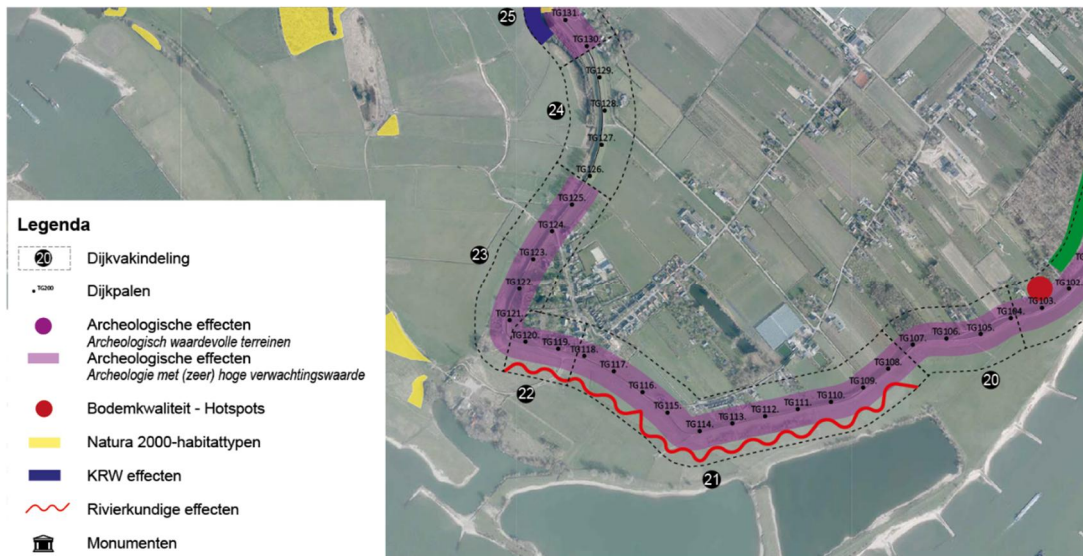 25
TG131.
TG130.
TG129.
24
TG128.
TG127.
TG126.
Legenda
20 Dijkvakindeling
TG200 Dijkpalen
Archeologische effecten
Archeologisch waardevolle terreinen
Archeologische effecten
Archeologie met (zeer) hoge verwachtingswaarde
Bodemkwaliteit - Hotspots
Natura 2000-habitattypen
KRW effecten
Rivierkundige effecten
Monumenten
TG125.
TG124.
23
TG123.
TG122.
TG121.
TG120.
TG119.
TG118.
TG117.
22
TG116.
TG115.
TG114.
TG113.
TG112.
TG111.
TG110.
TG109.
TG108.
21
TG107.
TG106.
TG105.
TG104.
20
TG103.
TG102.